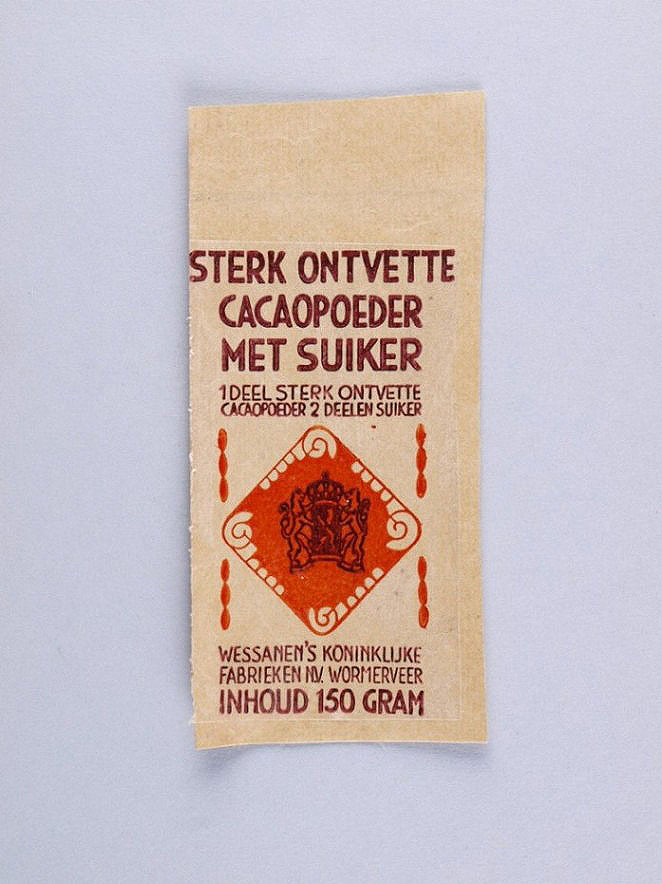 STERK ONTVETTE
CACAOPOEDER
MET SUIKER
1 DEEL STERK ONTVETTE
CACAOPOEDER 2 DEELEN SUIKER
WESSANEN'S KONINKLIJKE
FABRIEKEN N.V. WORMERVEER
INHOUD 150 GRAM